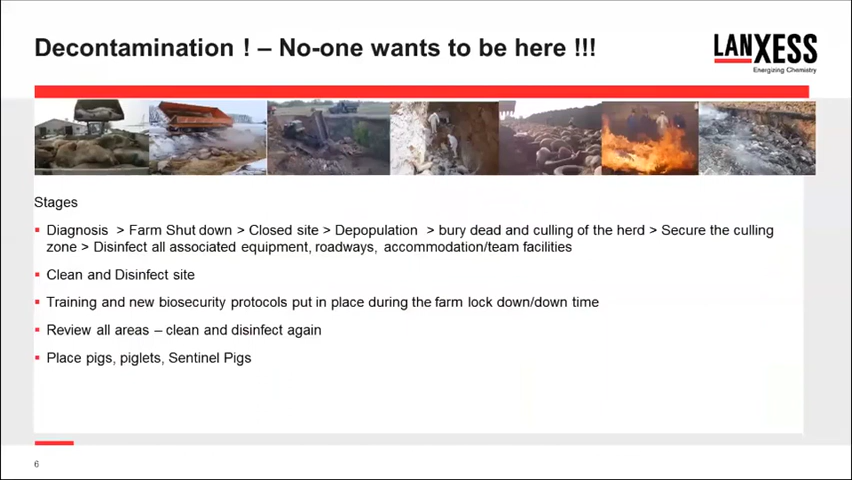 Decontamination ! – No-one wants to be here !!!
LANXESS
Energizing Chemistry
Stages
Diagnosis > Farm Shut down > Closed site > Depopulation > bury dead and culling of the herd > Secure the culling
zone > Disinfect all associated equipment, roadways, accommodation/team facilities
Clean and Disinfect site
Training and new biosecurity protocols put in place during the farm lock down/down time
Review all areas – clean and disinfect again
Place pigs, piglets, Sentinel Pigs
6